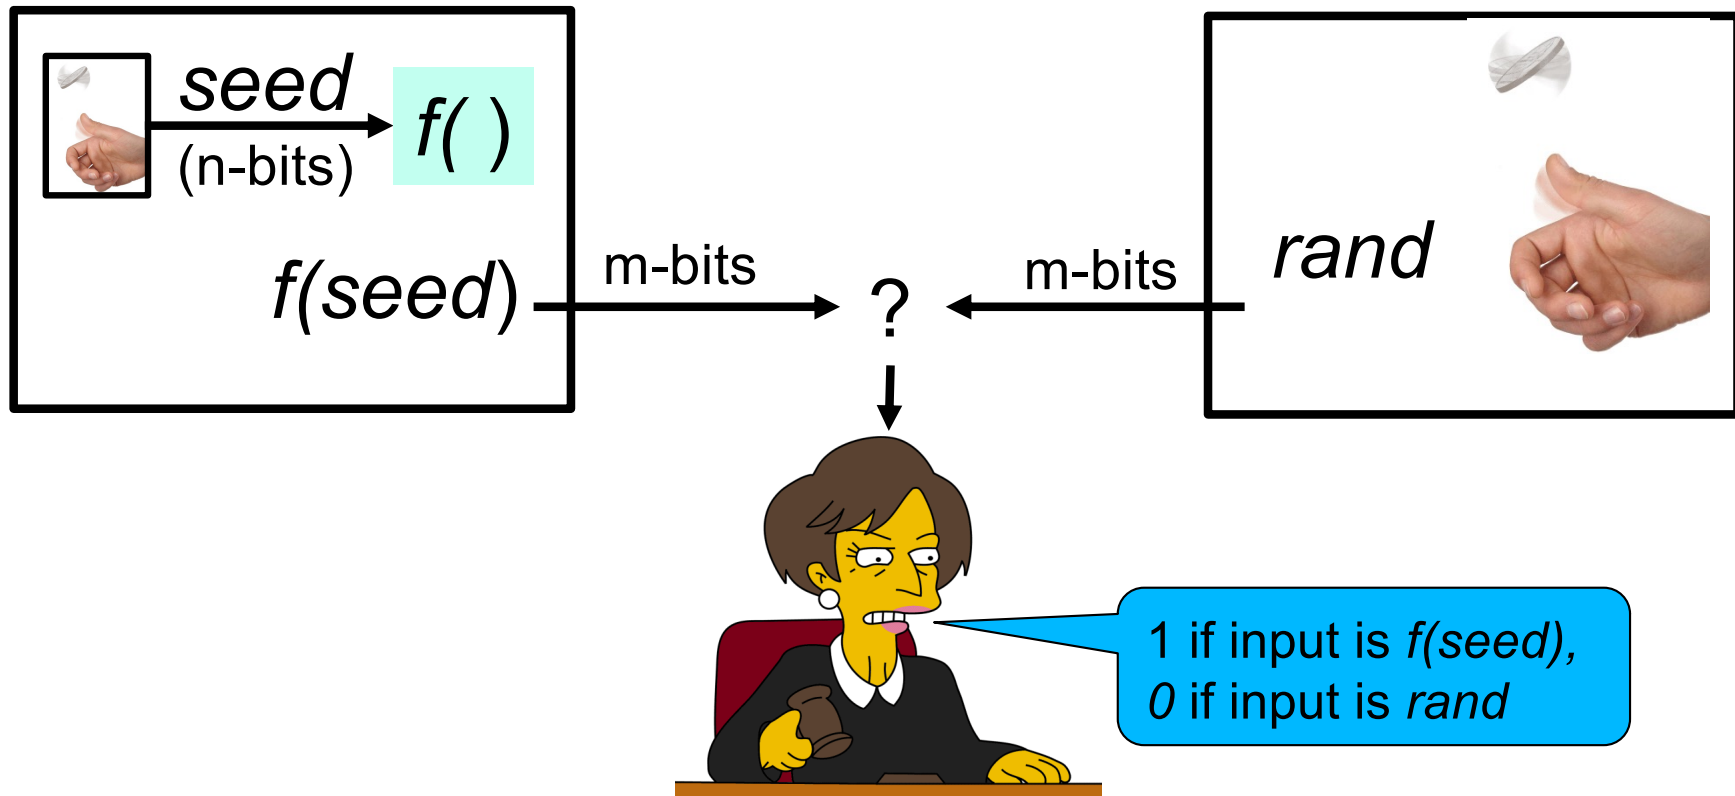 seed
(n-bits)
f( )
f(seed)
m-bits
?
m-bits
rand
1 if input is f(seed),
0 if input is rand